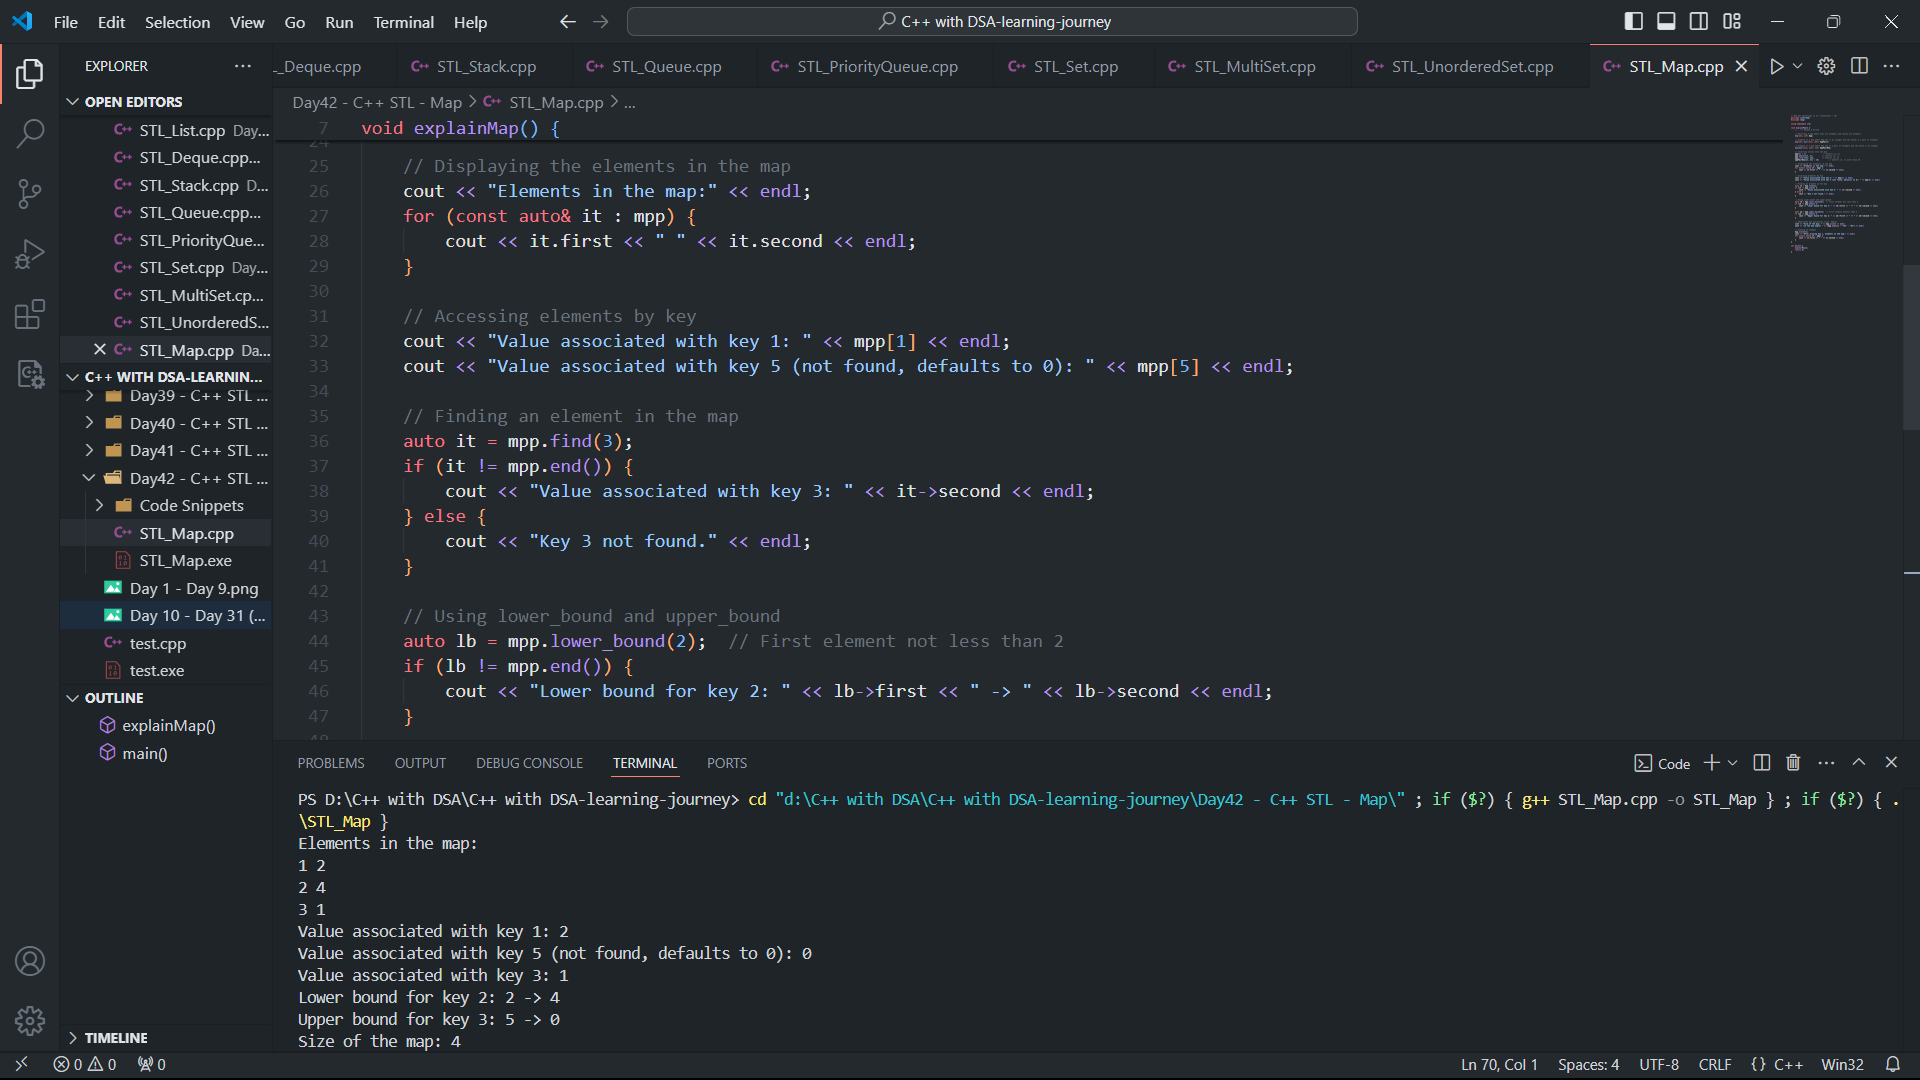 File Edit Selection View Go Run Terminal Help
C++ with DSA-learning-journey
EXPLORER
_Deque.cpp STL_Stack.cpp STL_Queue.cpp STL_PriorityQueue.cpp STL_Set.cpp STL_MultiSet.cpp STL_UnorderedSet.cpp STL_Map.cpp
OPEN EDITORS
STL_List.cpp Day...
STL_Deque.cpp...
STL_Stack.cpp D...
STL_Queue.cpp...
STL_PriorityQue...
STL_Set.cpp Day...
STL_MultiSet.cp...
STL_UnorderedS...
STL_Map.cpp Da...
C++ WITH DSA-LEARNIN...
Day39 - C++ STL ...
Day40 - C++ STL ...
Day41 - C++ STL ...
Day42 - C++ STL ...
Code Snippets
STL_Map.cpp
STL_Map.exe
Day 1 - Day 9.png
Day 10 - Day 31 (...
test.cpp
test.exe
OUTLINE
explainMap()
main()
TIMELINE
Day42 - C++ STL - Map > STL_Map.cpp > ...
7 void explainMap() {
24
25 // Displaying the elements in the map
26 cout << "Elements in the map:" << endl;
27 for (const auto& it : mpp) {
28 cout << it.first << " " << it.second << endl;
29 }
30
31 // Accessing elements by key
32 cout << "Value associated with key 1: " << mpp[1] << endl;
33 cout << "Value associated with key 5 (not found, defaults to 0): " << mpp[5] << endl;
34
35 // Finding an element in the map
36 auto it = mpp.find(3);
37 if (it != mpp.end()) {
38 cout << "Value associated with key 3: " << it->second << endl;
39 } else {
40 cout << "Key 3 not found." << endl;
41 }
42
43 // Using lower_bound and upper_bound
44 auto lb = mpp.lower_bound(2); // First element not less than 2
45 if (lb != mpp.end()) {
46 cout << "Lower bound for key 2: " << lb->first << " -> " << lb->second << endl;
47 }
PROBLEMS OUTPUT DEBUG CONSOLE TERMINAL PORTS
Code
PS D:\C++ with DSA\C++ with DSA-learning-journey> cd "d:\C++ with DSA\C++ with DSA-learning-journey\Day42 - C++ STL - Map\" ; if ($?) { g++ STL_Map.cpp -o STL_Map } ; if ($?) { .
\STL_Map }
Elements in the map:
1 2
2 4
3 1
Value associated with key 1: 2
Value associated with key 5 (not found, defaults to 0): 0
Value associated with key 3: 1
Lower bound for key 2: 2 -> 4
Upper bound for key 3: 5 -> 0
Size of the map: 4
0 0 0
Ln 70, Col 1 Spaces: 4 UTF-8 CRLF {} C++ Win32